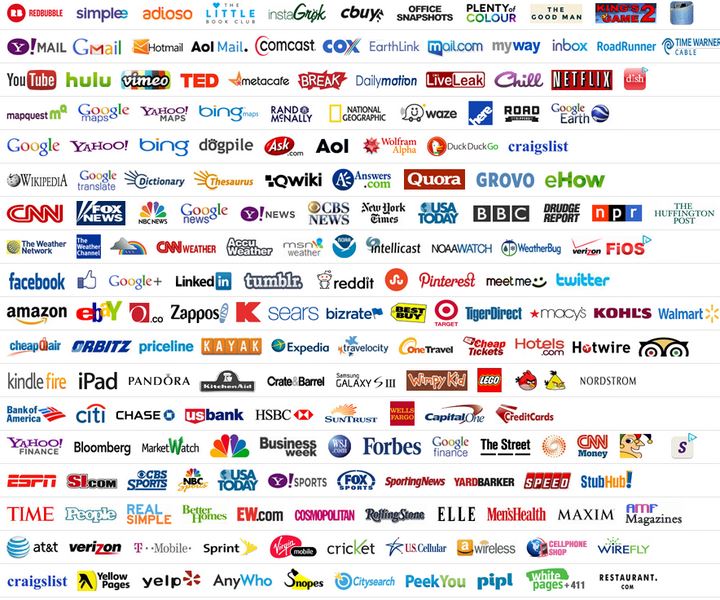 REDBUBBLE simplee adioso THE LITTLE BOOK CLUB instaGrok cbuy OFFICE SNAPSHOTS PLENTY of COLOUR THE GOOD MAN KING'S GAME 2
Y! MAIL Gmail Hotmail Aol Mail. Comcast. COX EarthLink mail.com myway inbox RoadRunner TIME WARNER CABLE
YouTube hulu vimeo TED metacafe BREAK Dailymotion LiveLeak Chill NETFLIX dish
mapquest mq Google maps YAHOO! MAPS bing maps RAND McNALLY NATIONAL GEOGRAPHIC waze here ROAD Google Earth
Google YAHOO! bing dogpile Ask.com Aol Wolfram Alpha DuckDuckGo craigslist
WIKIPEDIA Google translate Dictionary Thesaurus Qwiki A Answers.com Quora GROVO eHow
CNN FOX NEWS NBC NEWS Google news Y! NEWS CBS NEWS New York Times USA TODAY BBC DRUDGE REPORT npr THE HUFFINGTON POST
The Weather Network The Weather Channel CNN WEATHER AccuWeather msn weather NOAA Intellicast NOAAWATCH WeatherBug verizon FiOS
facebook Google+ Linked in tumblr. reddit Pinterest meetme twitter
amazon ebay O.co Zappos K sears bizrate BEST BUY TARGET TigerDirect macy's KOHL'S Walmart
cheapOair ORBITZ priceline KAYAK Expedia travelocity OneTravel Cheap Tickets Hotels.com Hotwire
kindle fire iPad PANDÖRA KitchenAid Crate&Barrel Samsung GALAXY S III Wimpy Kid LEGO NORDSTROM
Bank of America citi CHASE usbank HSBC SUNTRUST WELLS FARGO Capital One CreditCards
YAHOO! FINANCE Bloomberg MarketWatch Businessweek WSJ.com Forbes Google finance The Street CNN Money S
ESPN SI.com CBS SPORTS NBC sports USA TODAY Y! SPORTS FOX SPORTS SportingNews YARDBARKER SPEED StubHub!
TIME People REAL SIMPLE Better Homes EW.com COSMOPOLITAN RollingStone ELLE Men'sHealth MAXIM AMF Magazines
at&t verizon T··Mobile· Sprint Virgin mobile cricket U.S. Cellular a wireless CELLPHONE SHOP WIREFLY
craigslist Yellow Pages yelp AnyWho Snopes Citysearch PeekYou pipl white pages +411 RESTAURANT.COM